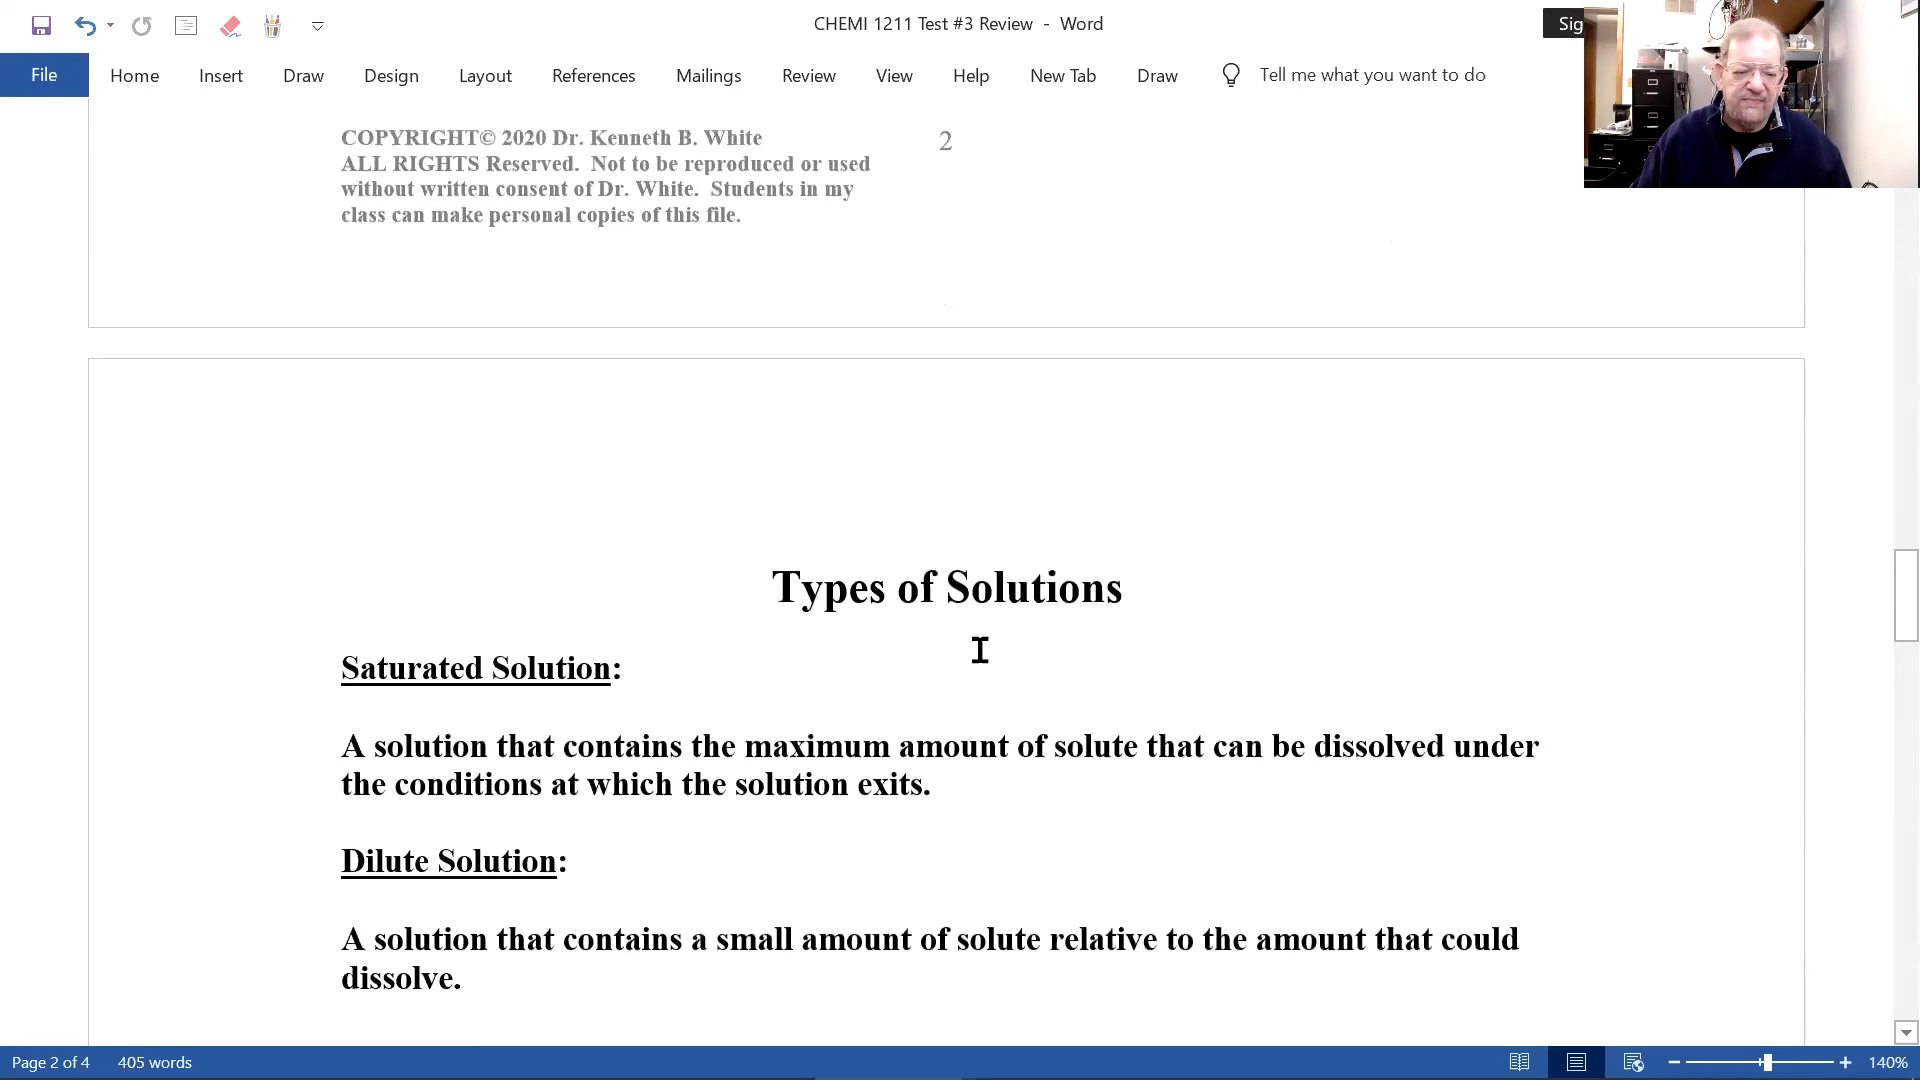 CHEMI 1211 Test #3 Review - Word
Sig
File Home Insert Draw Design Layout References Mailings Review View Help New Tab Draw Tell me what you want to do
COPYRIGHT© 2020 Dr. Kenneth B. White
2
ALL RIGHTS Reserved. Not to be reproduced or used
without written consent of Dr. White. Students in my
class can make personal copies of this file.
Types of Solutions
Saturated Solution:
A solution that contains the maximum amount of solute that can be dissolved under
the conditions at which the solution exits.
Dilute Solution:
A solution that contains a small amount of solute relative to the amount that could
dissolve.
Page 2 of 4 405 words 140%